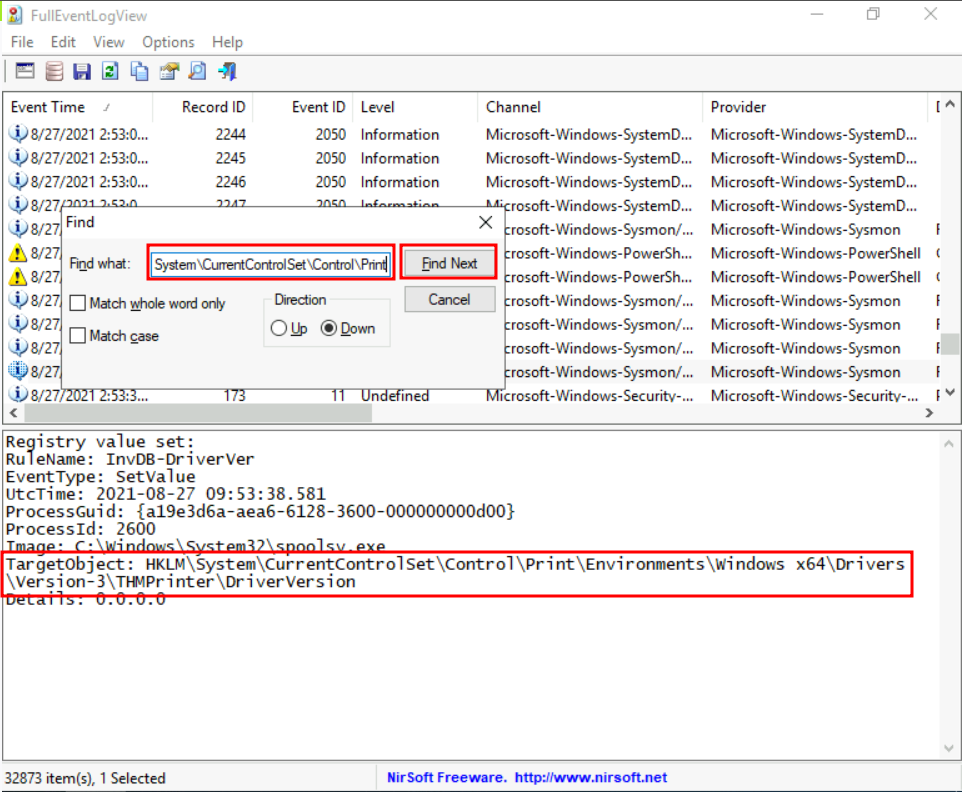 FullEventLogView
File Edit View Options Help
Event Time / Record ID Event ID Level Channel Provider
8/27/2021 2:53:0... 2244 2050 Information Microsoft-Windows-SystemD... Microsoft-Windows-SystemD...
8/27/2021 2:53:0... 2245 2050 Information Microsoft-Windows-SystemD... Microsoft-Windows-SystemD...
8/27/2021 2:53:0... 2246 2050 Information Microsoft-Windows-SystemD... Microsoft-Windows-SystemD...
8/27/2021 2:53:0... 2247 2050 Information Microsoft-Windows-SystemD... Microsoft-Windows-SystemD...
8/27/ crosoft-Windows-Sysmon/... Microsoft-Windows-Sysmon
8/27/ crosoft-Windows-PowerSh... Microsoft-Windows-PowerShell
8/27/ crosoft-Windows-PowerSh... Microsoft-Windows-PowerShell
8/27/ crosoft-Windows-Sysmon/... Microsoft-Windows-Sysmon
8/27/ crosoft-Windows-Sysmon/... Microsoft-Windows-Sysmon
8/27/ crosoft-Windows-Sysmon/... Microsoft-Windows-Sysmon
8/27/ crosoft-Windows-Sysmon/... Microsoft-Windows-Sysmon
8/27/2021 2:53:3... 173 11 Undefined Microsoft-Windows-Security-... Microsoft-Windows-Security-...
Find
Find what: System\CurrentControlSet\Control\Print Find Next
Match whole word only Direction Cancel
Match case Up Down
Registry value set:
RuleName: InvDB-DriverVer
EventType: SetValue
UtcTime: 2021-08-27 09:53:38.581
ProcessGuid: {a19e3d6a-aea6-6128-3600-000000000d00}
ProcessId: 2600
Image: C:\Windows\System32\spoolsv.exe
TargetObject: HKLM\System\CurrentControlSet\Control\Print\Environments\Windows x64\Drivers
\Version-3\THMPrinter\DriverVersion
Details: 0.0.0.0
32873 item(s), 1 Selected NirSoft Freeware. http://www.nirsoft.net